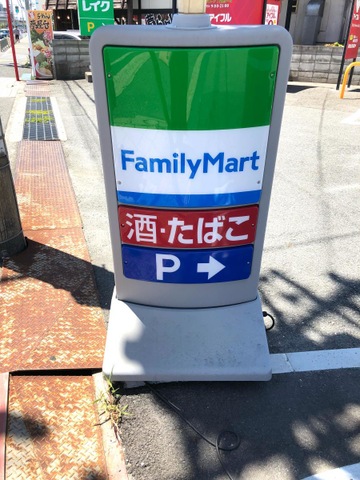 レイク
アイフル
FamilyMart
酒・たばこ
P →
P